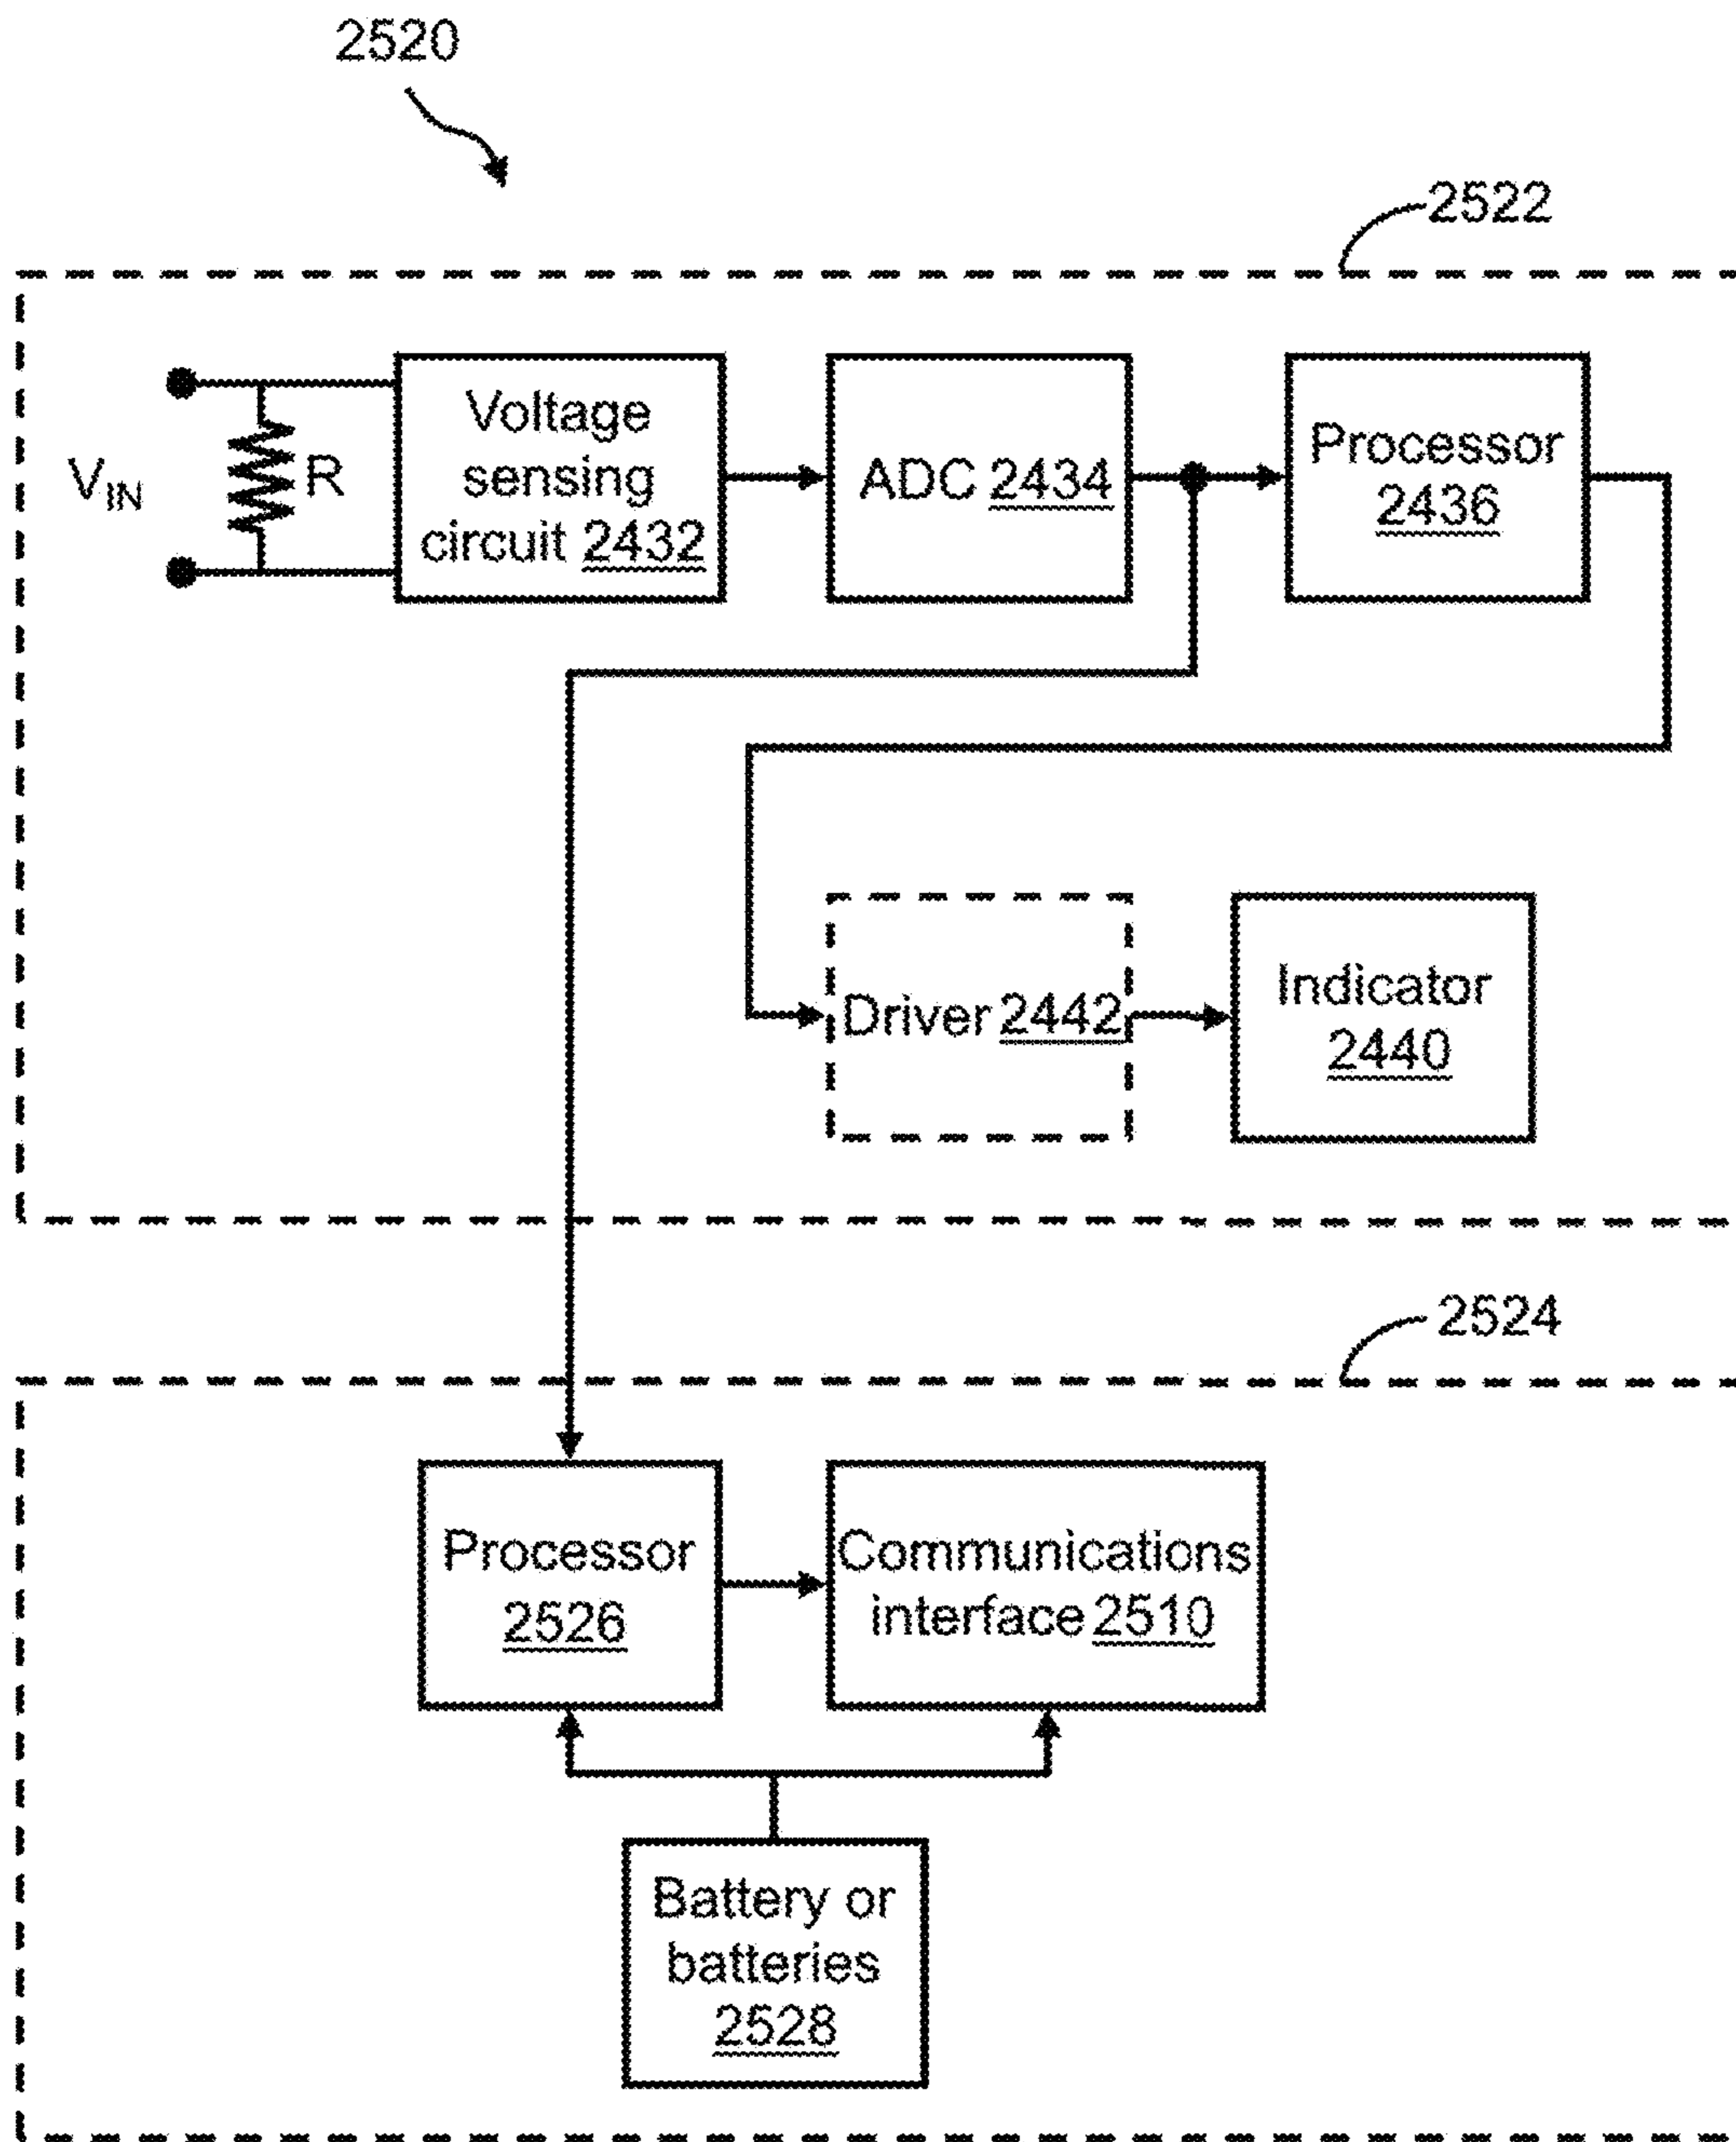 2520
2522
Voltage
sensing
circuit 2432
ADC 2434
Processor
2436
V_IN
R
Driver 2442
Indicator
2440
2524
Processor
2526
Communications
interface 2510
Battery or
batteries
2528